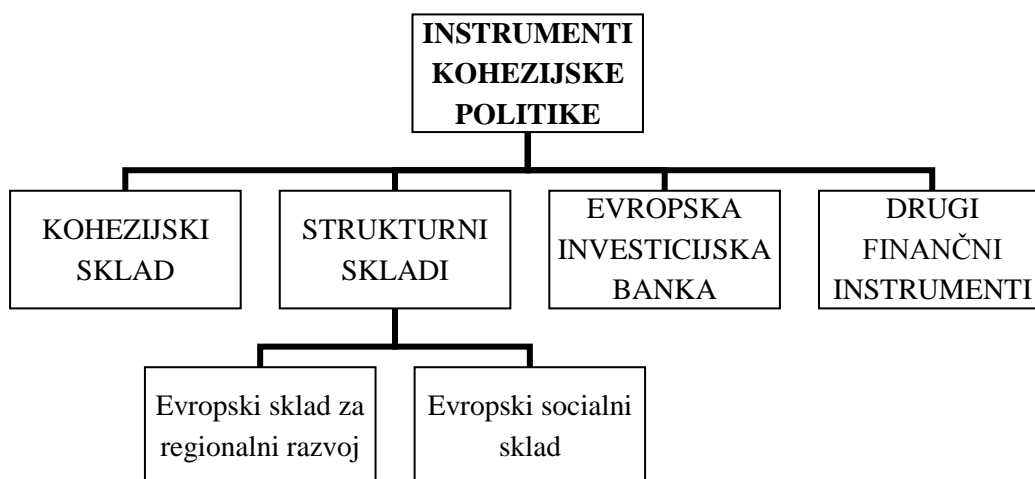 INSTRUMENTI
KOHEZIJSKE
POLITIKE
KOHEZIJSKI
SKLAD
STRUKTURNI
SKLADI
EVROPSKA
INVESTICIJSKA
BANKA
DRUGI
FINANČNI
INSTRUMENTI
Evropski sklad za
regionalni razvoj
Evropski socialni
sklad